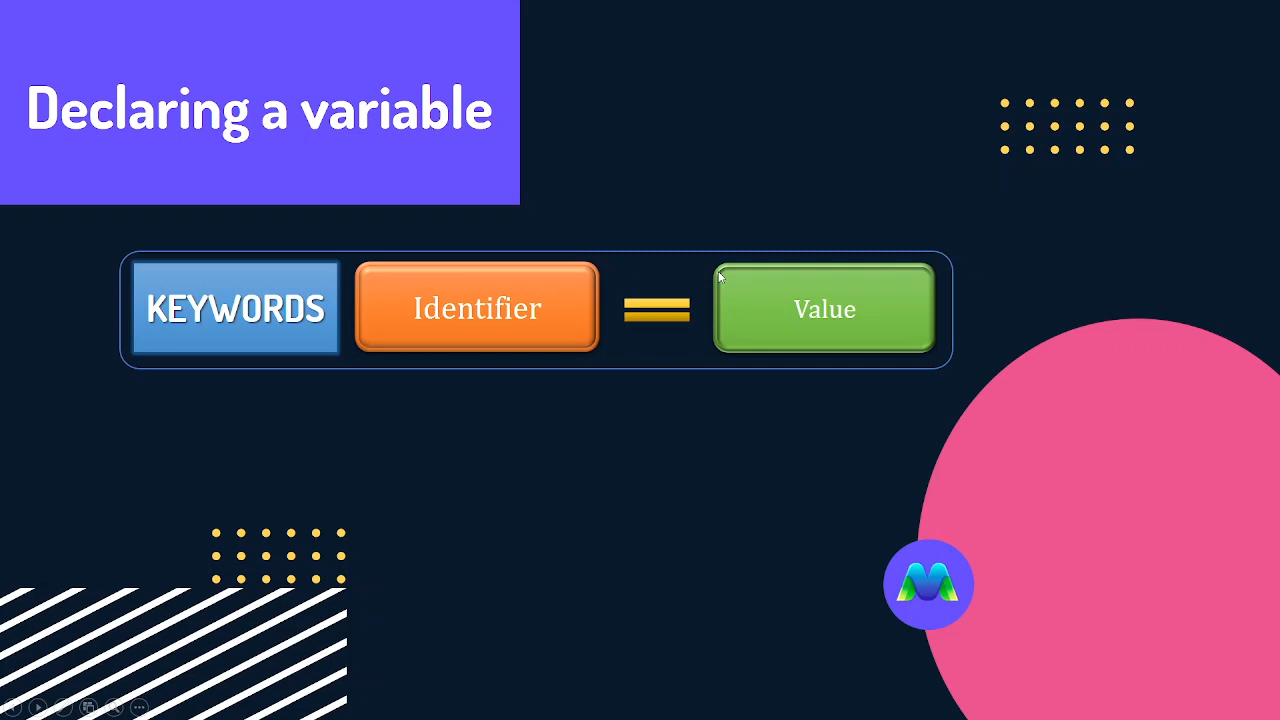 Declaring a variable
KEYWORDS Identifier = Value